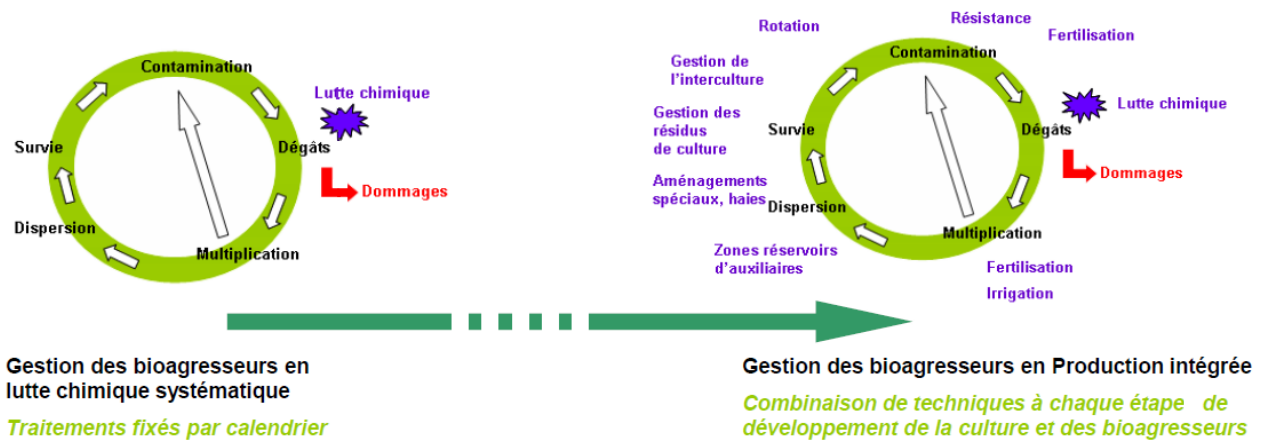 Contamination
Lutte chimique
Survie
Dégâts
Dommages
Dispersion
Multiplication
Rotation
Résistance
Fertilisation
Gestion de
l'interculture
Contamination
Lutte chimique
Gestion des
résidus
de culture
Survie
Dégâts
Aménagements
spéciaux, haies
Dommages
Dispersion
Multiplication
Zones réservoirs
d'auxiliaires
Fertilisation
Irrigation
Gestion des bioagresseurs en
lutte chimique systématique
Traitements fixés par calendrier
Gestion des bioagresseurs en Production intégrée
Combinaison de techniques à chaque étape de
développement de la culture et des bioagresseurs